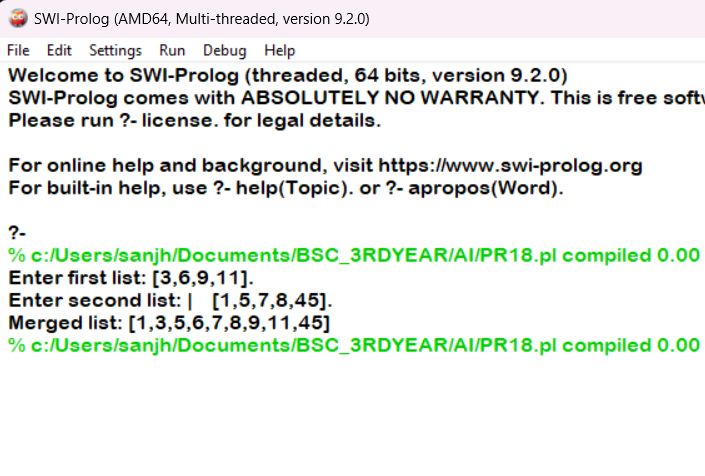 SWI-Prolog (AMD64, Multi-threaded, version 9.2.0)
File Edit Settings Run Debug Help
Welcome to SWI-Prolog (threaded, 64 bits, version 9.2.0)
SWI-Prolog comes with ABSOLUTELY NO WARRANTY. This is free softw
Please run ?- license. for legal details.
For online help and background, visit https://www.swi-prolog.org
For built-in help, use ?- help(Topic). or ?- apropos(Word).
?-
% c:/Users/sanjh/Documents/BSC_3RDYEAR/AI/PR18.pl compiled 0.00
Enter first list: [3,6,9,11].
Enter second list: |    [1,5,7,8,45].
Merged list: [1,3,5,6,7,8,9,11,45]
% c:/Users/sanjh/Documents/BSC_3RDYEAR/AI/PR18.pl compiled 0.00